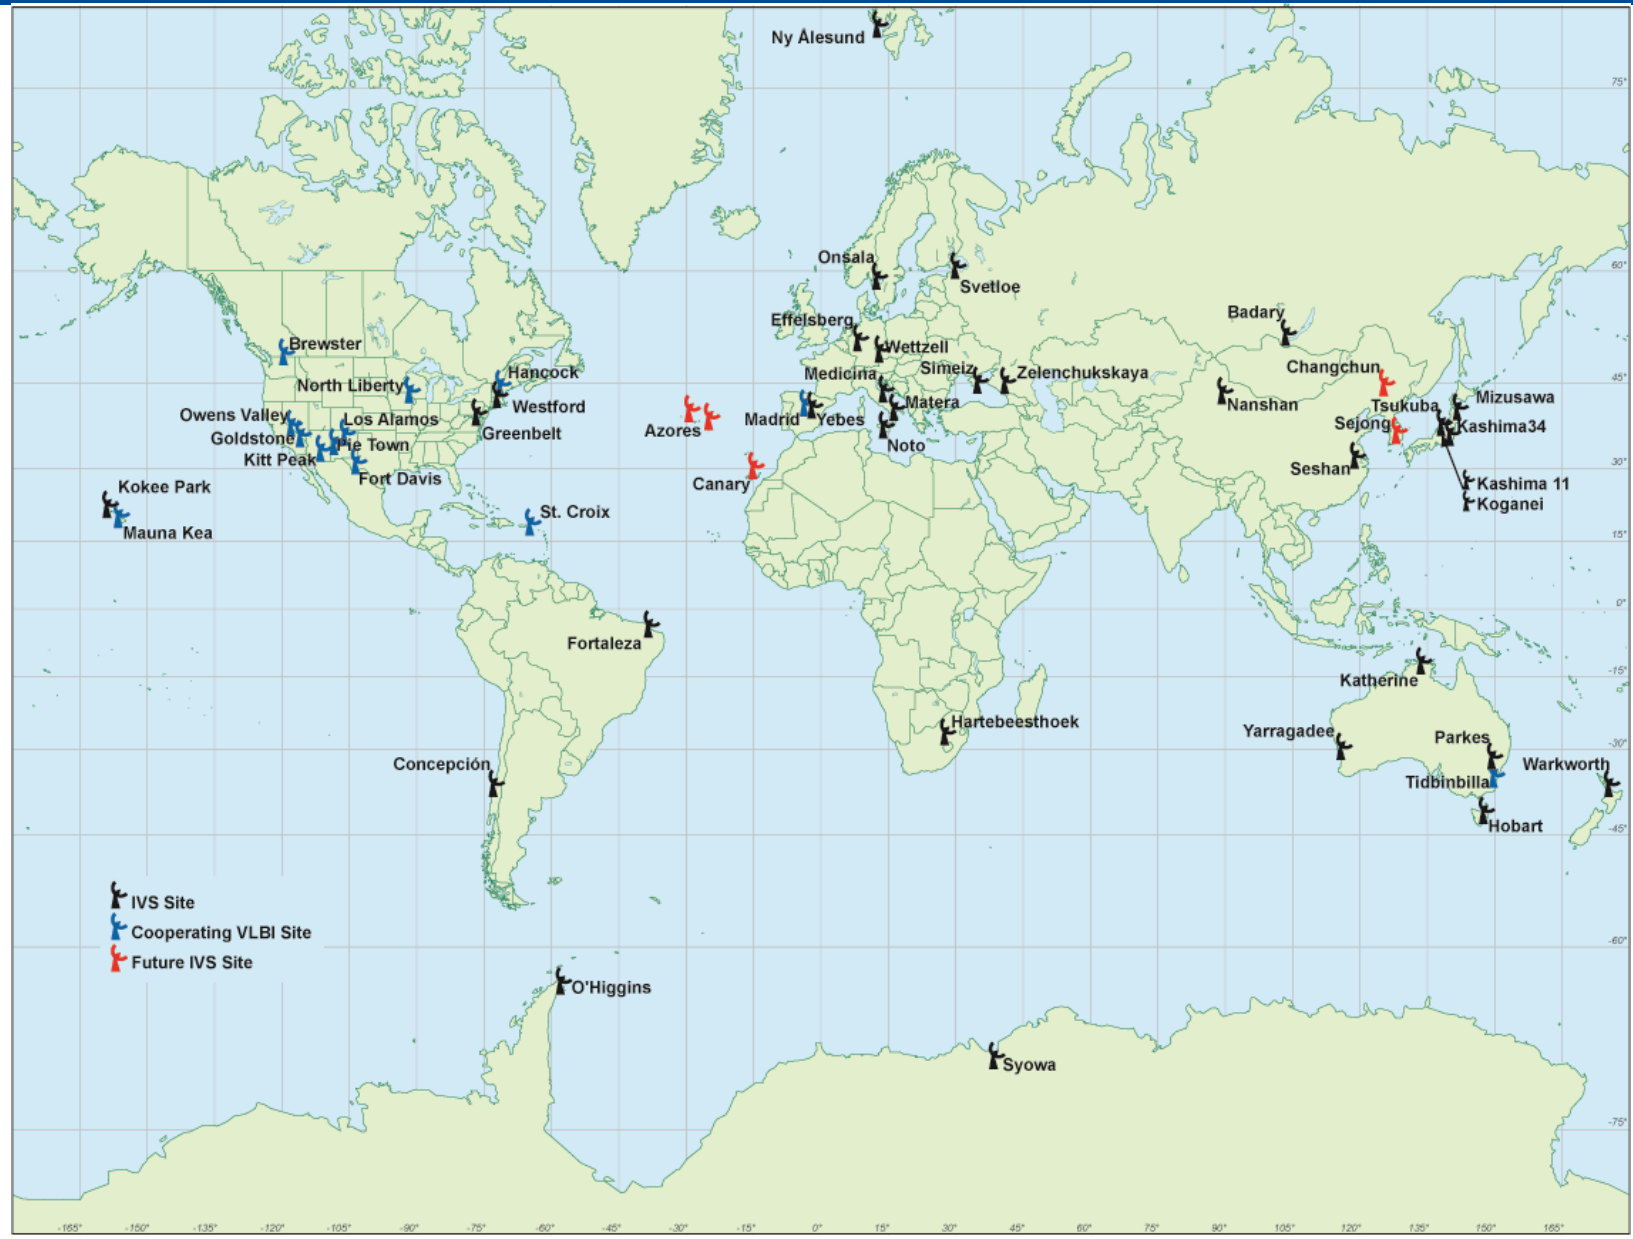 Ny Ålesund
75°
Onsala
Svetloe
60°
Effelsberg
Badary
Brewster
Wettzell
Changchun
North Liberty
Hancock
Medicina
Simeiz
Zelenchukskaya
45°
Owens Valley
Los Alamos
Westford
Azores
Madrid
Yebes
Matera
Nanshan
Tsukuba
Mizusawa
Goldstone
Pie Town
Greenbelt
Noto
Sejong
Kashima34
Kitt Peak
Fort Davis
Canary
Seshan
30°
Kokee Park
Kashima 11
Mauna Kea
St. Croix
Koganei
15°
0°
Fortaleza
Katherine
-15°
Hartebeesthoek
Yarragadee
Parkes
-30°
Concepción
Tidbinbilla
Warkworth
Hobart
-45°
IVS Site
Cooperating VLBI Site
Future IVS Site
-60°
O'Higgins
Syowa
-75°
-165° -150° -135° -120° -105° -90° -75° -60° -45° -30° -15° 0° 15° 30° 45° 60° 75° 90° 105° 120° 135° 150° 165°